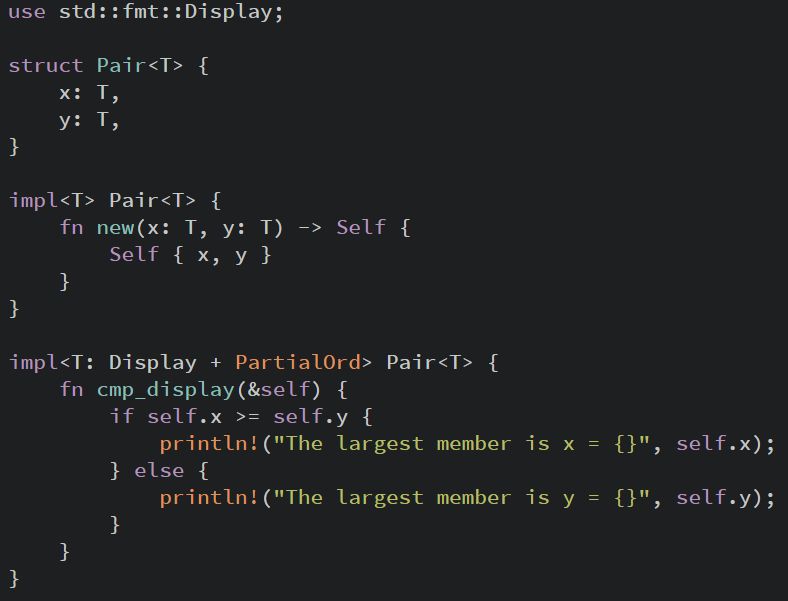 use std::fmt::Display;

struct Pair<T> {
    x: T,
    y: T,
}

impl<T> Pair<T> {
    fn new(x: T, y: T) -> Self {
        Self { x, y }
    }
}

impl<T: Display + PartialOrd> Pair<T> {
    fn cmp_display(&self) {
        if self.x >= self.y {
            println!("The largest member is x = {}", self.x);
        } else {
            println!("The largest member is y = {}", self.y);
        }
    }
}